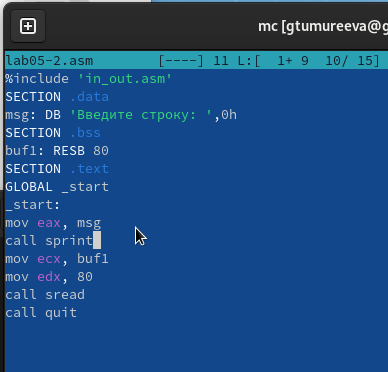 mc [gtumureeva@g
lab05-2.asm [----] 11 L:[ 1+ 9 10/ 15]
%include 'in_out.asm'
SECTION .data
msg: DB 'Введите строку: ',0h
SECTION .bss
buf1: RESB 80
SECTION .text
GLOBAL _start
_start:
mov eax, msg
call sprint
mov ecx, buf1
mov edx, 80
call sread
call quit